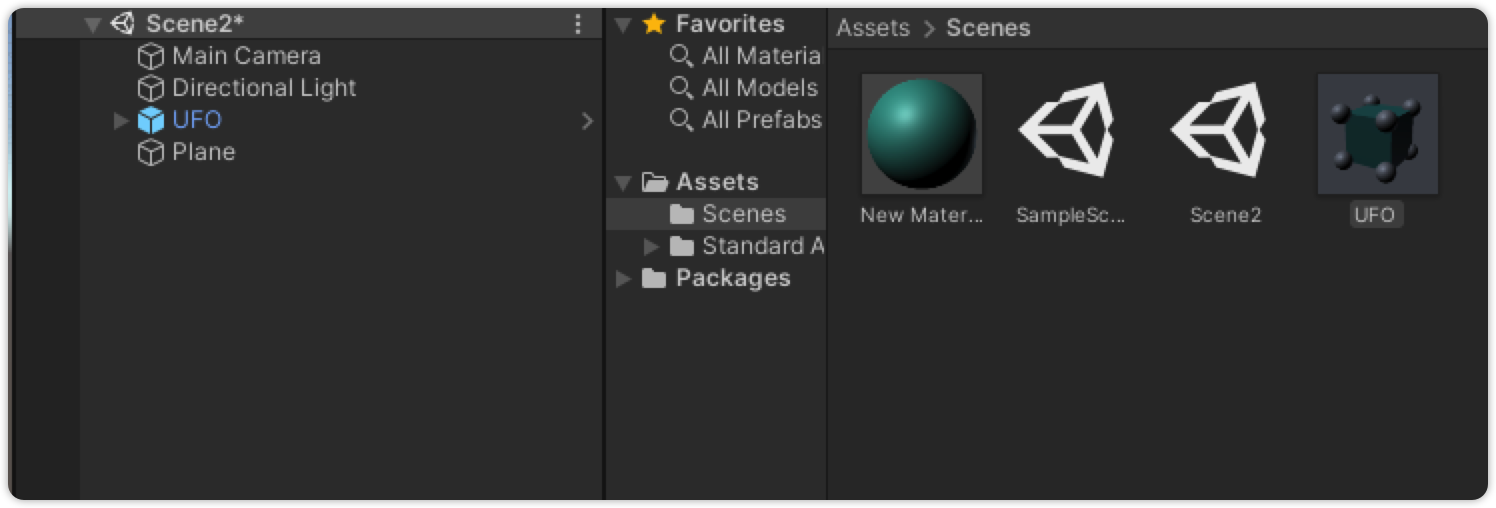 Scene2*
Main Camera
Directional Light
UFO
Plane
Favorites
All Materia
All Models
All Prefabs
Assets
Scenes
Standard A
Packages
Assets > Scenes
New Mater...
SampleSc...
Scene2
UFO